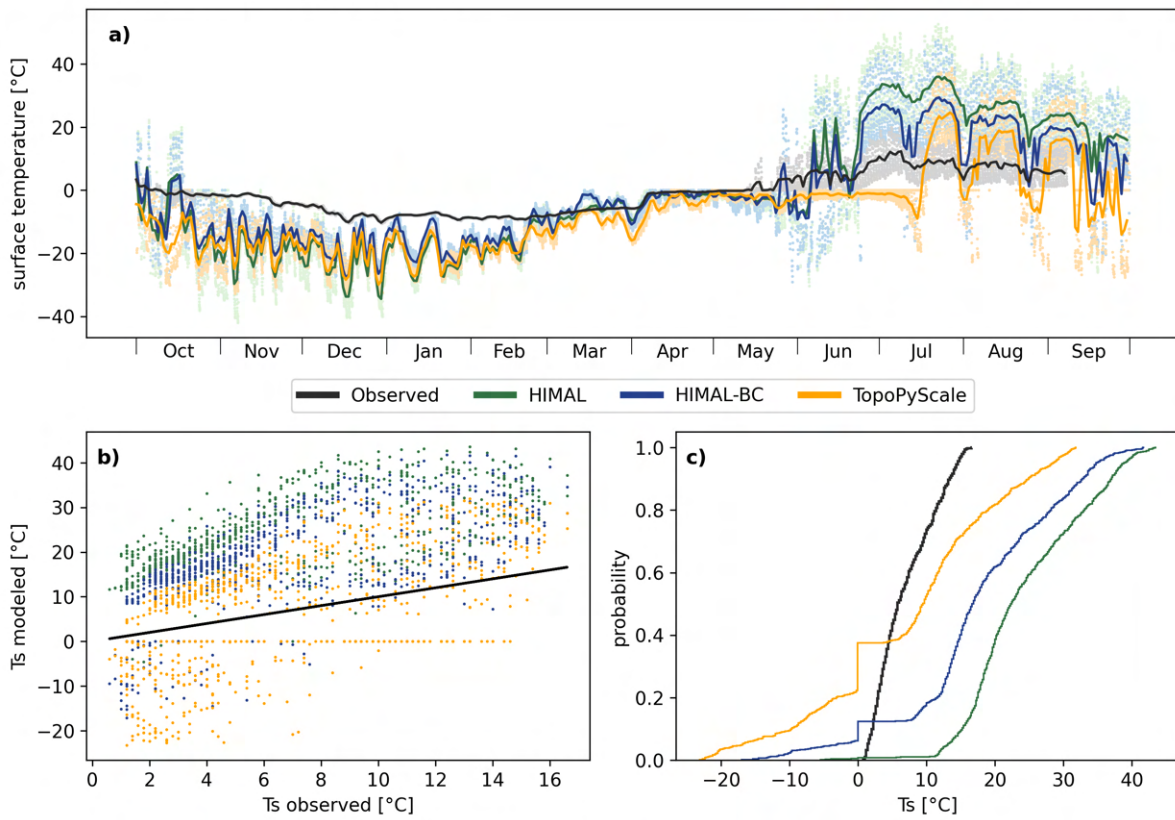 a)
surface temperature [°C]
40
20
0
−20
−40
Oct Nov Dec Jan Feb Mar Apr May Jun Jul Aug Sep
Observed HIMAL HIMAL-BC TopoPyScale
b)
Ts modeled [°C]
40
30
20
10
0
−10
−20
0 2 4 6 8 10 12 14 16
Ts observed [°C]
c)
probability
1.0
0.8
0.6
0.4
0.2
0.0
−20 −10 0 10 20 30 40
Ts [°C]